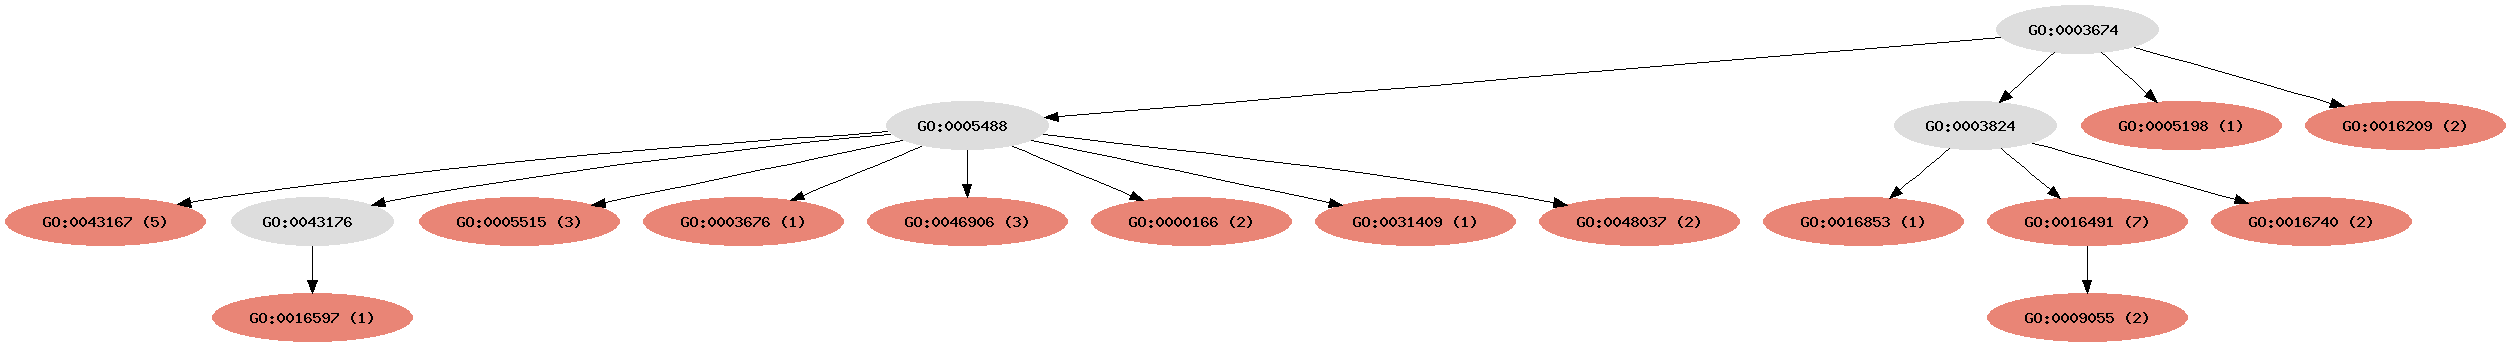 GO:0003674
GO:0005488
GO:0003824
GO:0005198 (1)
GO:0016209 (2)
GO:0043167 (5)
GO:0043176
GO:0005515 (3)
GO:0003676 (1)
GO:0046906 (3)
GO:0000166 (2)
GO:0031409 (1)
GO:0048037 (2)
GO:0016853 (1)
GO:0016491 (7)
GO:0016740 (2)
GO:0016597 (1)
GO:0009055 (2)